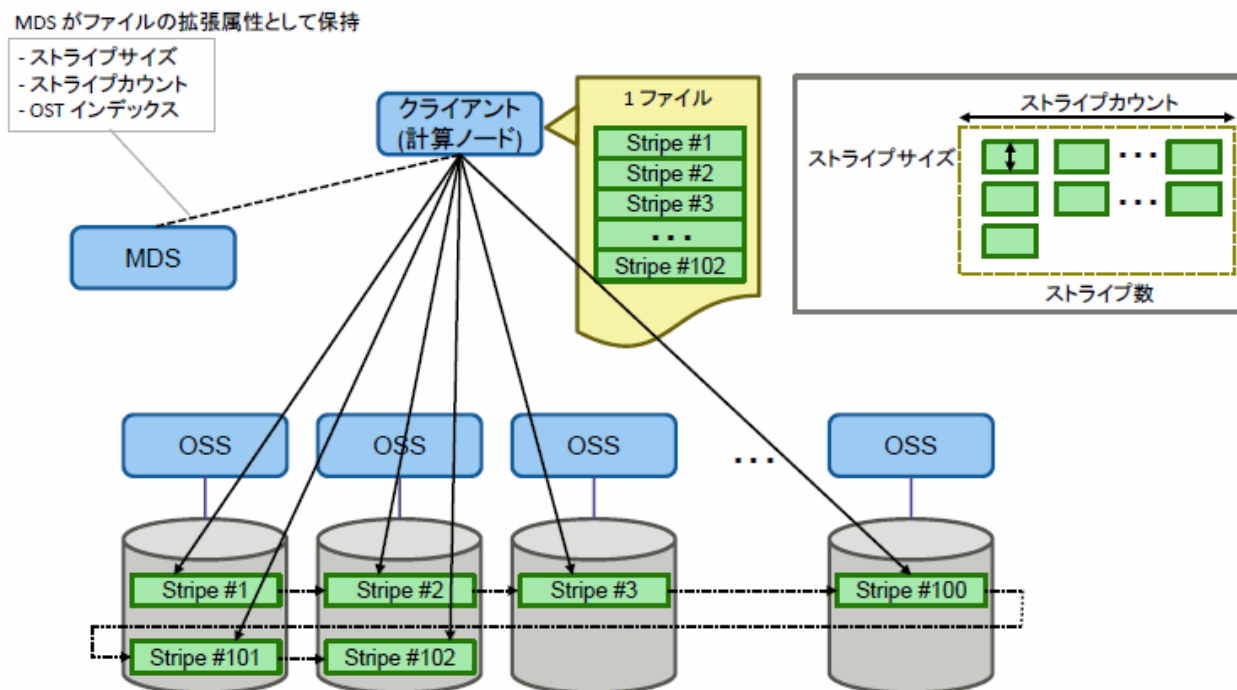 MDS がファイルの拡張属性として保持
- ストライプサイズ
- ストライプカウント
- OST インデックス
クライアント
(計算ノード)
1 ファイル
Stripe #1
Stripe #2
Stripe #3
...
Stripe #102
ストライプカウント
ストライプサイズ
...
...
ストライプ数
MDS
OSS
OSS
OSS
...
OSS
Stripe #1
Stripe #2
Stripe #3
Stripe #100
Stripe #101
Stripe #102